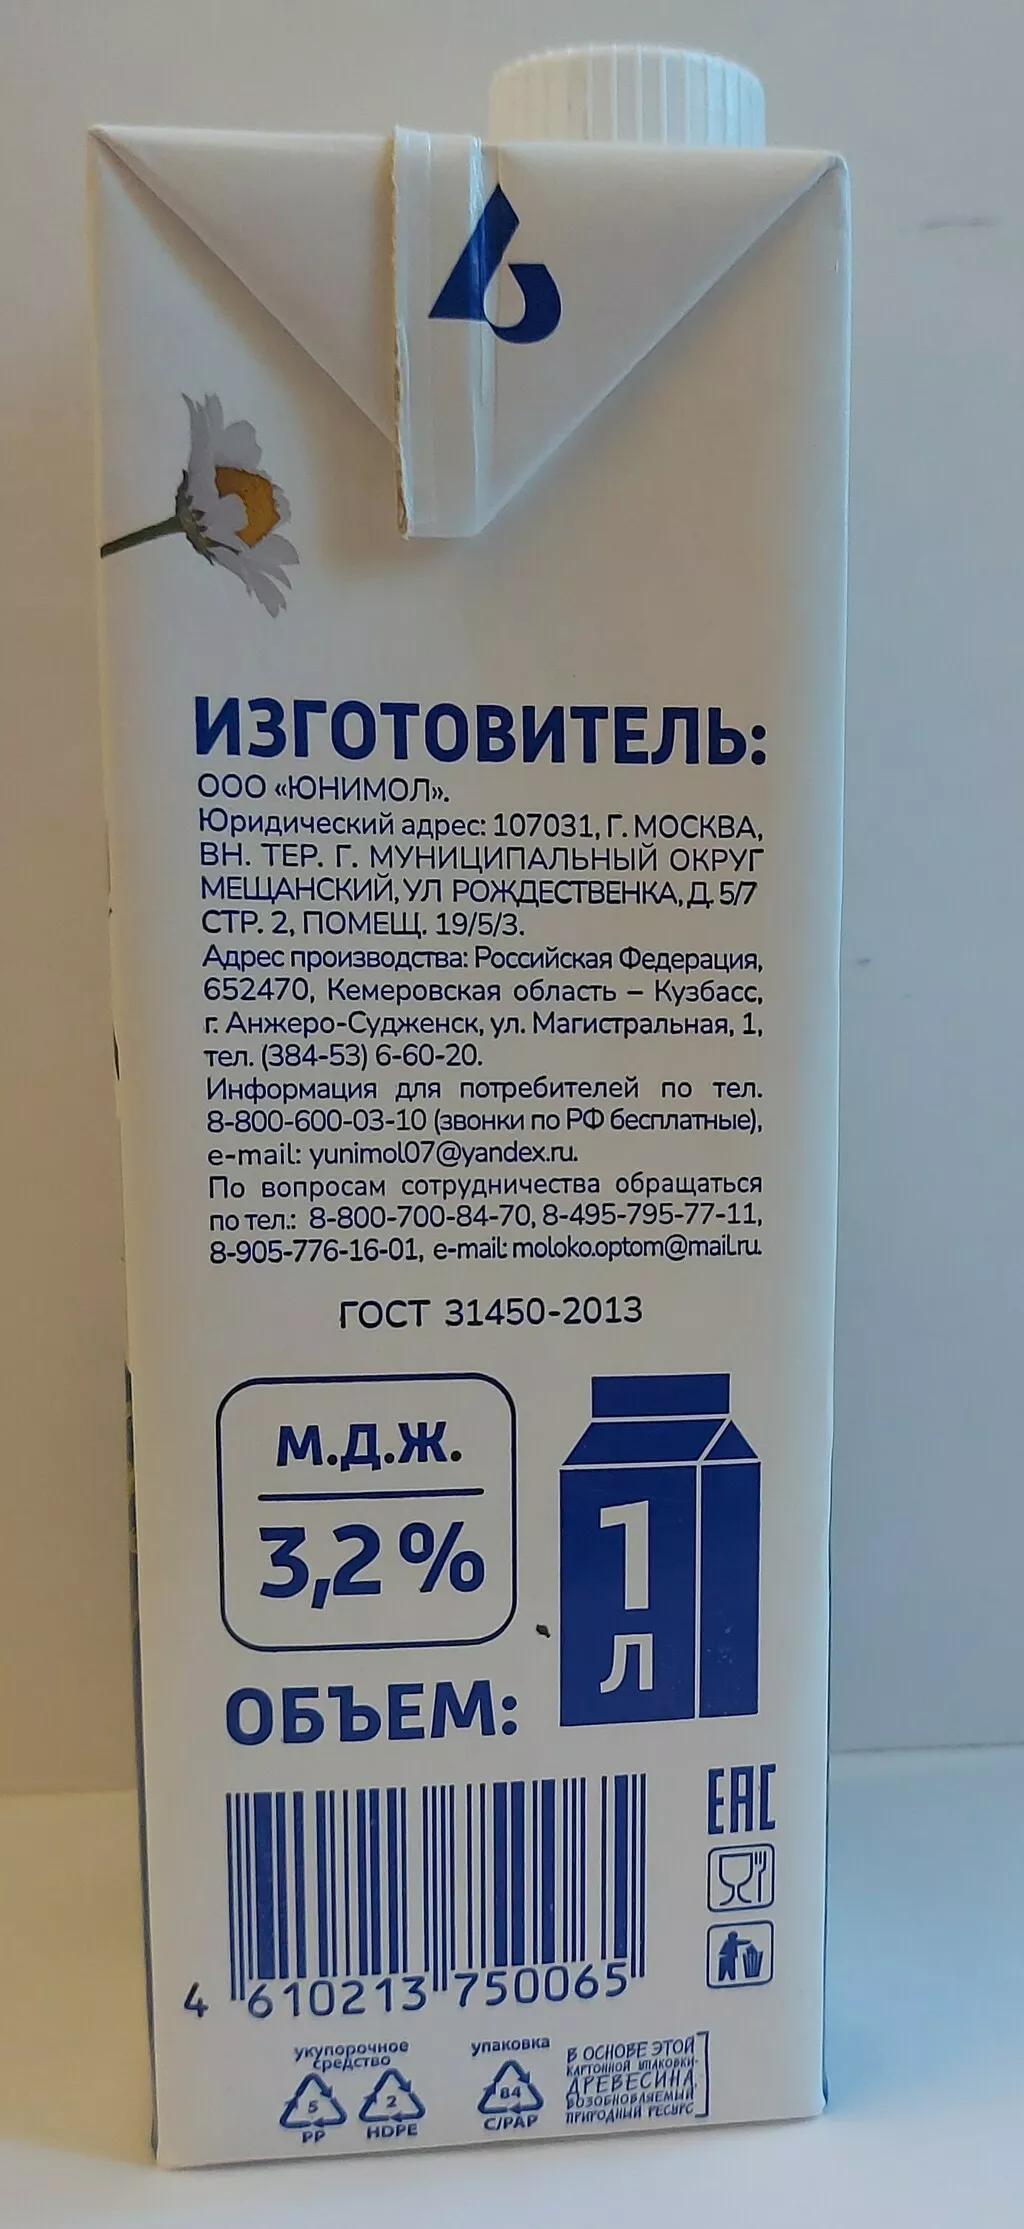 ИЗГОТОВИТЕЛЬ:
ООО «ЮНИМОЛ».
Юридический адрес: 107031, Г. МОСКВА,
ВН. ТЕР. Г. МУНИЦИПАЛЬНЫЙ ОКРУГ
МЕЩАНСКИЙ, УЛ РОЖДЕСТВЕНКА, Д. 5/7
СТР. 2, ПОМЕЩ. 19/5/3.
Адрес производства: Российская Федерация,
652470, Кемеровская область – Кузбасс,
г. Анжеро-Судженск, ул. Магистральная, 1,
тел. (384-53) 6-60-20.
Информация для потребителей по тел.
8-800-600-03-10 (звонки по РФ бесплатные),
e-mail: yunimol07@yandex.ru.
По вопросам сотрудничества обращаться
по тел.: 8-800-700-84-70, 8-495-795-77-11,
8-905-776-16-01, e-mail: moloko.optom@mail.ru.
ГОСТ 31450-2013
М.Д.Ж.
3,2%
1
л
ОБЪЕМ:
EAC
4 610213 750065
укупорочное
средство
5
PP
2
HDPE
упаковка
84
C/PAP
В ОСНОВЕ ЭТОЙ
КАРТОННОЙ УПАКОВКИ-
ДРЕВЕСИНА,
ВОЗОБНОВЛЯЕМЫЙ
ПРИРОДНЫЙ РЕСУРС